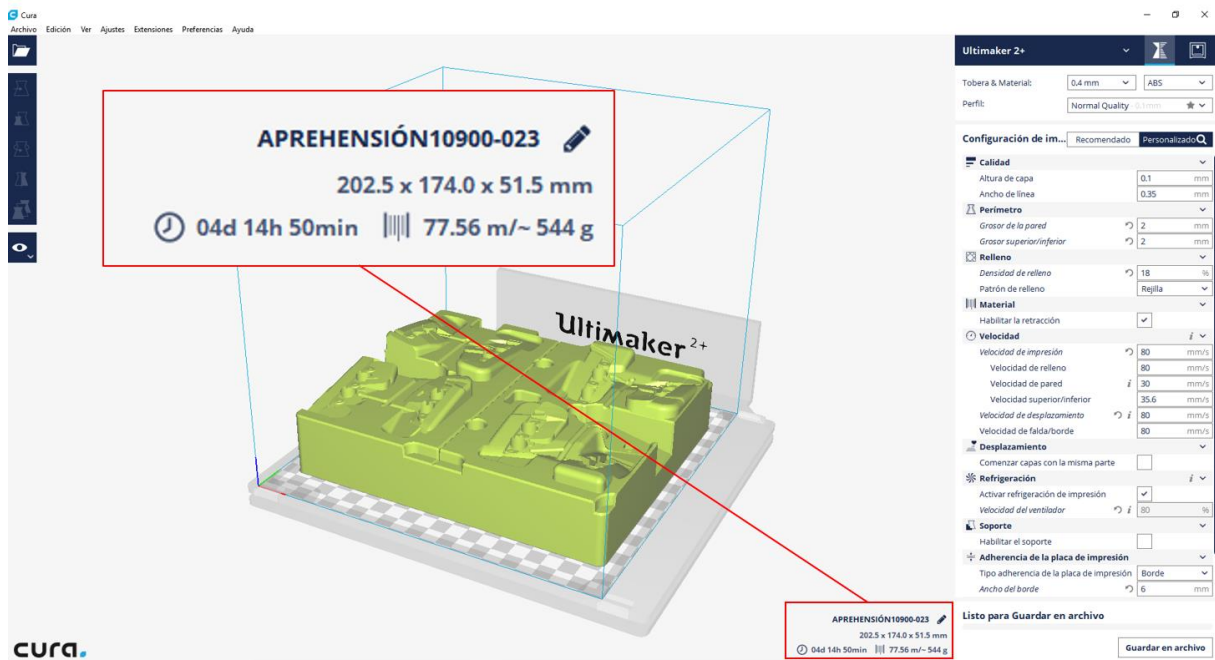 Cura
Archivo Edición Ver Ajustes Extensiones Preferencias Ayuda
APREHENSIÓN10900-023
202.5 x 174.0 x 51.5 mm
04d 14h 50min 77.56 m/~ 544 g
Ultimaker 2+
APREHENSIÓN10900-023
202.5 x 174.0 x 51.5 mm
04d 14h 50min 77.56 m/~ 544 g
cura.
Ultimaker 2+
Tobera & Material: 0.4 mm ABS
Perfil: Normal Quality 0.1mm
Configuración de im... Recomendado Personalizado
Calidad
Altura de capa 0.1 mm
Ancho de línea 0.35 mm
Perímetro
Grosor de la pared 2 mm
Grosor superior/inferior 2 mm
Relleno
Densidad de relleno 18 %
Patrón de relleno Rejilla
Material
Habilitar la retracción
Velocidad i
Velocidad de impresión 80 mm/s
Velocidad de relleno 80 mm/s
Velocidad de pared i 30 mm/s
Velocidad superior/inferior 35.6 mm/s
Velocidad de desplazamiento i 80 mm/s
Velocidad de falda/borde 80 mm/s
Desplazamiento
Comenzar capas con la misma parte
Refrigeración i
Activar refrigeración de impresión
Velocidad del ventilador i 80 %
Soporte
Habilitar el soporte
Adherencia de la placa de impresión
Tipo adherencia de la placa de impresión Borde
Ancho del borde 6 mm
Listo para Guardar en archivo
Guardar en archivo